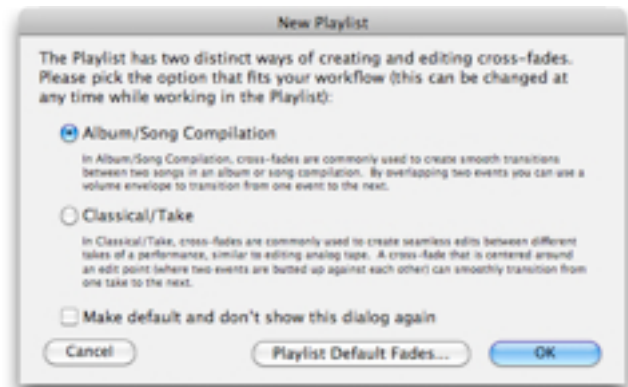 New Playlist
The Playlist has two distinct ways of creating and editing cross-fades.
Please pick the option that fits your workflow (this can be changed at
any time while working in the Playlist):
Album/Song Compilation
In Album/Song Compilation, cross-fades are commonly used to create smooth transitions
between two songs in an album or song compilation. By overlapping two events you can use a
volume envelope to transition from one event to the next.
Classical/Take
In Classical/Take, cross-fades are commonly used to create seamless edits between different
takes of a performance, similar to editing analog tape. A cross-fade that is centered around
an edit point (where two events are butted up against each other) can smoothly transition from
one take to the next.
Make default and don't show this dialog again
Cancel
Playlist Default Fades...
OK